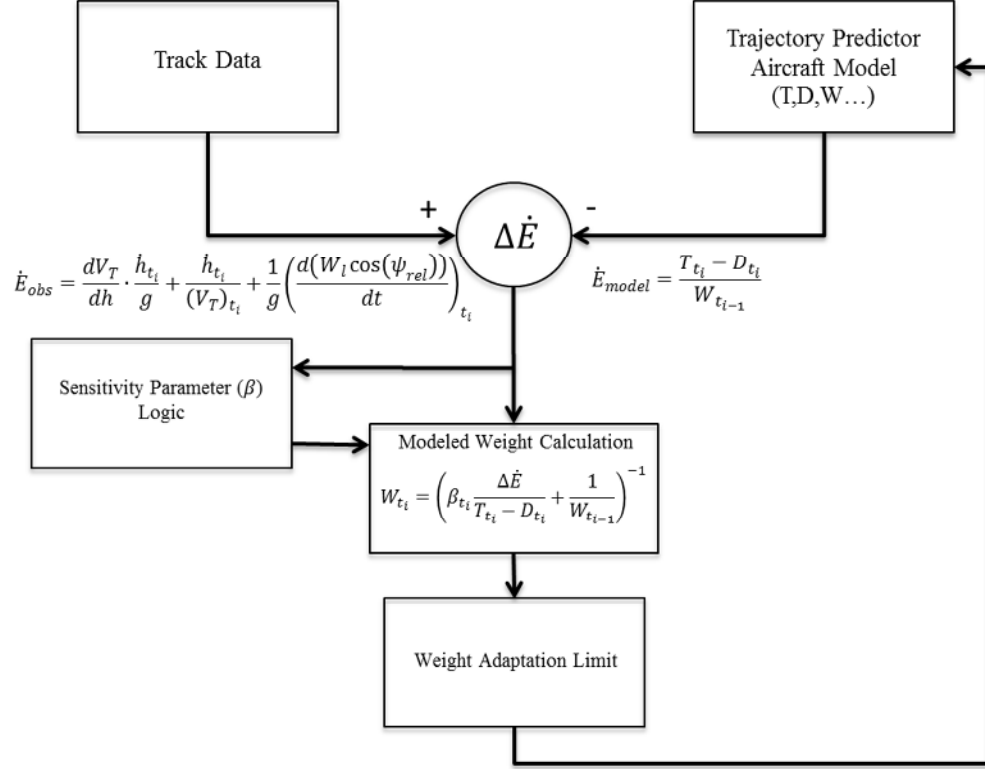 Track Data
Trajectory Predictor
Aircraft Model
(T,D,W…)
+
-
ΔĖ
Ė_obs = dV_T/dh · ḣ_{t_i}/g + ḣ_{t_i}/(V_T)_{t_i} + 1/g (d(W_l cos(ψ_rel))/dt)_{t_i}
Ė_model = (T_{t_i} − D_{t_i})/W_{t_{i−1}}
Sensitivity Parameter (β)
Logic
Modeled Weight Calculation
W_{t_i} = (β_{t_i} ΔĖ/(T_{t_i} − D_{t_i}) + 1/W_{t_{i−1}})^{−1}
Weight Adaptation Limit